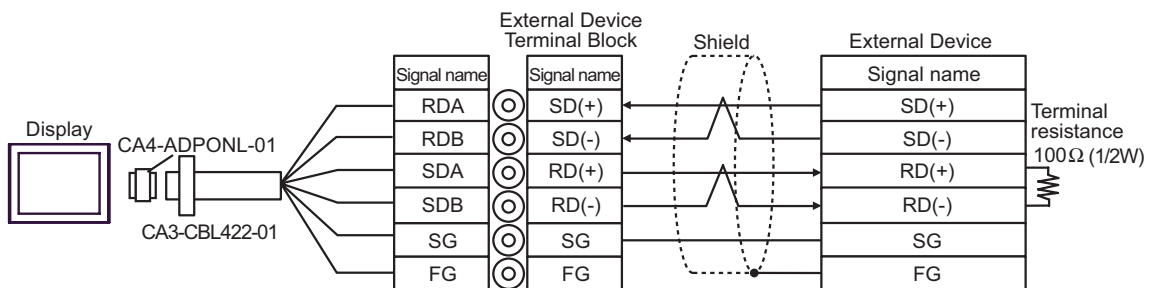 External Device
Terminal Block
Shield
External Device
Signal name
Signal name
Signal name
RDA
SD(+)
SD(+)
RDB
SD(-)
SD(-)
SDA
RD(+)
RD(+)
SDB
RD(-)
RD(-)
SG
SG
SG
FG
FG
FG
Display
CA4-ADPONL-01
CA3-CBL422-01
Terminal
resistance
100Ω (1/2W)